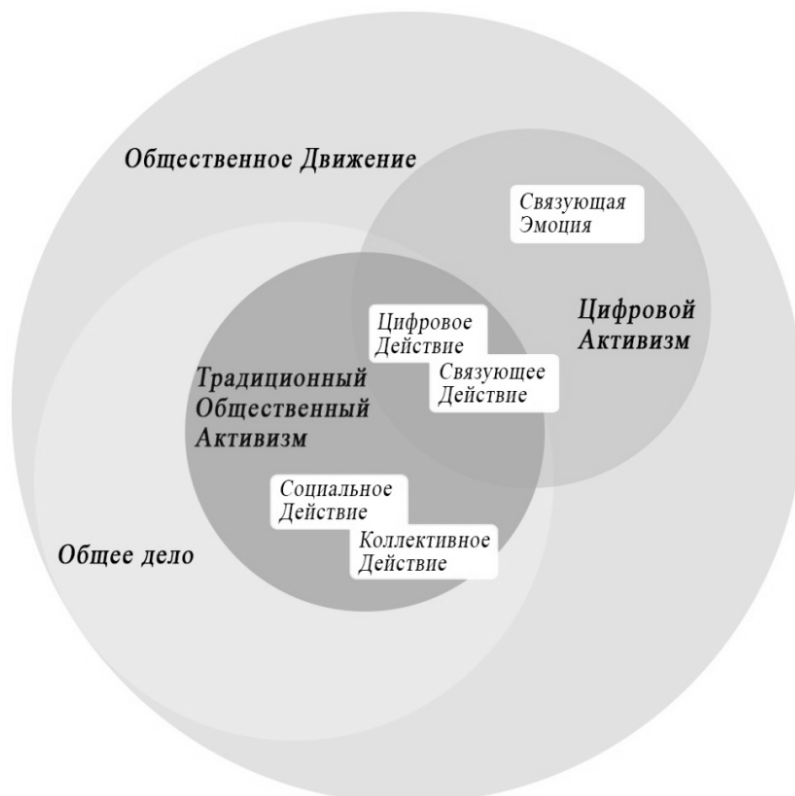 Общественное Движение
Связующая
Эмоция
Цифровой
Активизм
Цифровое
Действие
Связующее
Действие
Традиционный
Общественный
Активизм
Социальное
Действие
Коллективное
Действие
Общее дело